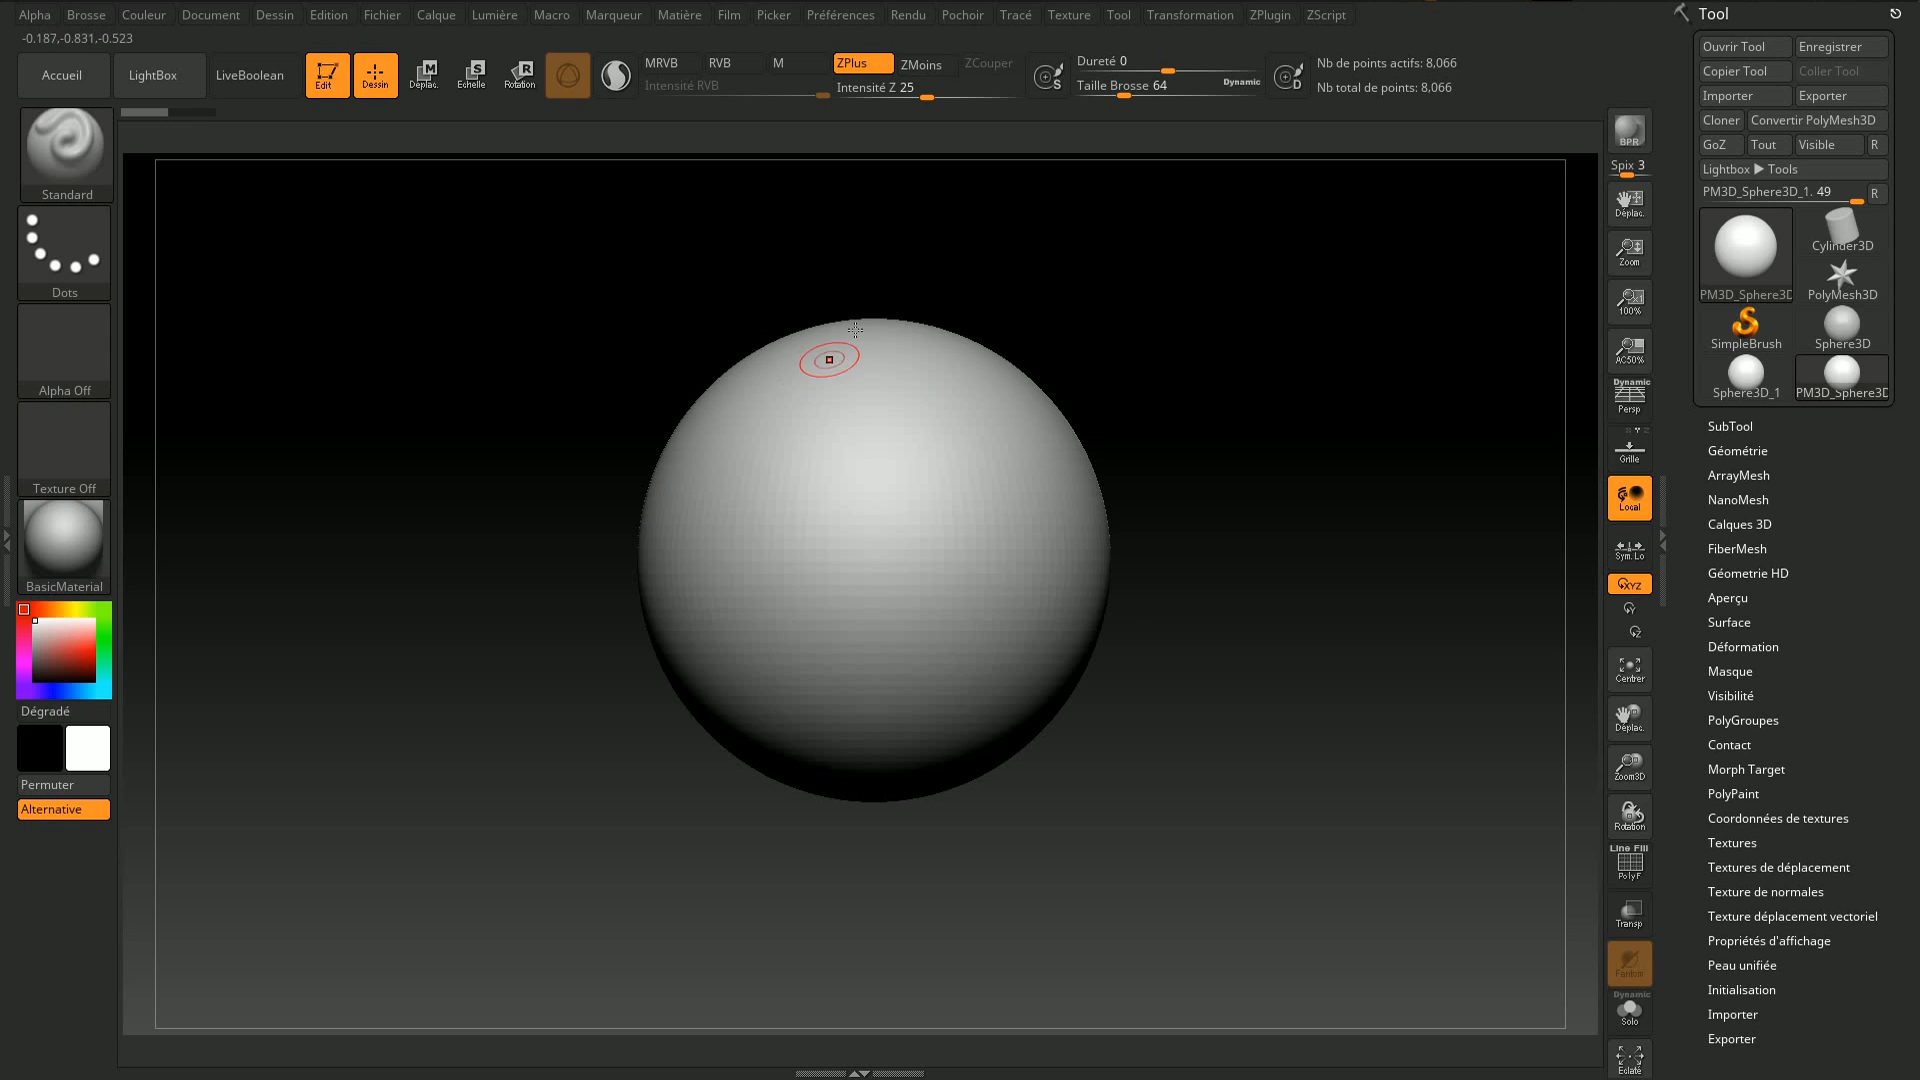 Alpha Brosse Couleur Document Dessin Edition Fichier Calque Lumière Macro Marqueur Matière Film Picker Préférences Rendu Pochoir Tracé Texture Tool Transformation ZPlugin ZScript
-0.187,-0.831,-0.523
Accueil
LightBox
LiveBoolean
Edit
Dessin
Déplac.
Echelle
Rotation
MRVB RVB M
Intensité RVB
ZPlus ZMoins ZCouper
Intensité Z 25
S
Dureté 0
Taille Brosse 64
Dynamic
D
Nb de points actifs: 8,066
Nb total de points: 8,066
Standard
Dots
Alpha Off
Texture Off
BasicMaterial
Dégradé
Permuter
Alternative
BPR
Spix 3
Déplac.
Zoom
100%
AC50%
Dynamic
Persp
Grille
Local
Sym. Lo
XYZ
Y
Z
Centrer
Déplac.
Zoom3D
Rotation
Line Fill
PolyF
Transp
Fantom
Dynamic
Solo
Eclaté
Tool
Ouvrir Tool Enregistrer
Copier Tool Coller Tool
Importer Exporter
Cloner Convertir PolyMesh3D
GoZ Tout Visible R
Lightbox ▶ Tools
PM3D_Sphere3D_1. 49 R
PM3D_Sphere3D
Cylinder3D
PolyMesh3D
SimpleBrush Sphere3D
Sphere3D_1 PM3D_Sphere3D
SubTool
Géométrie
ArrayMesh
NanoMesh
Calques 3D
FiberMesh
Géometrie HD
Aperçu
Surface
Déformation
Masque
Visibilité
PolyGroupes
Contact
Morph Target
PolyPaint
Coordonnées de textures
Textures
Textures de déplacement
Texture de normales
Texture déplacement vectoriel
Propriétés d'affichage
Peau unifiée
Initialisation
Importer
Exporter